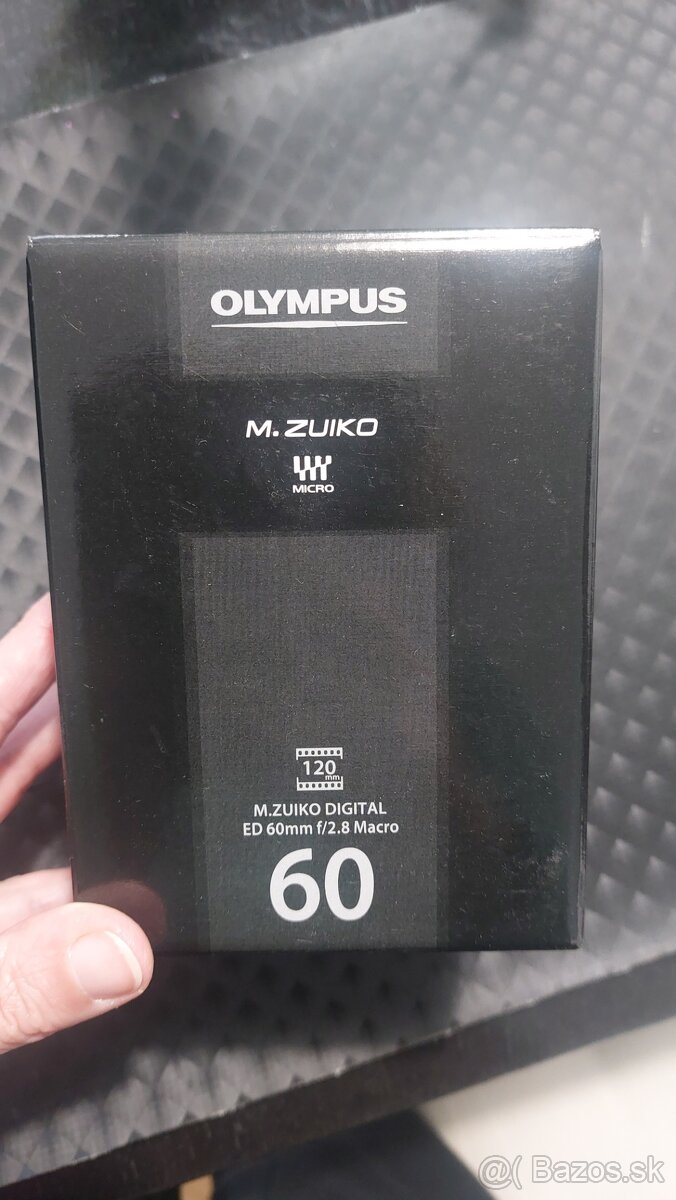 OLYMPUS
M.ZUIKO
MICRO
120
mm
M.ZUIKO DIGITAL
ED 60mm f/2.8 Macro
60
@( Bazos.sk